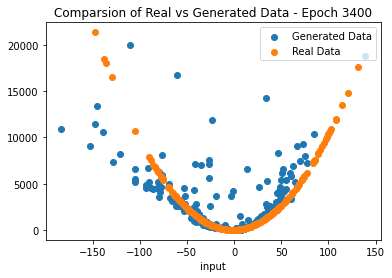 Comparsion of Real vs Generated Data - Epoch 3400
Generated Data
Real Data
20000
15000
10000
5000
0
−150 −100 −50 0 50 100 150
input